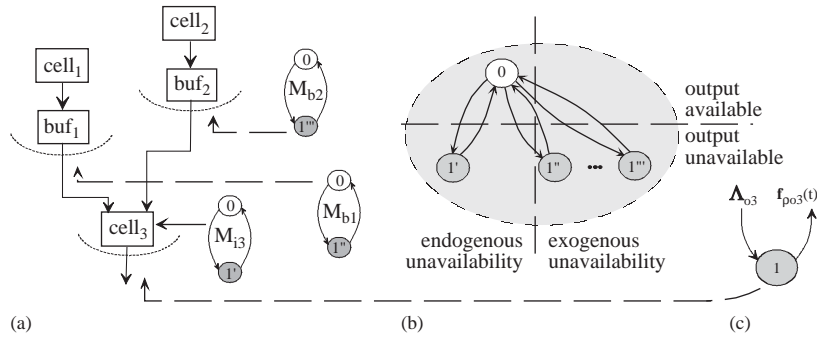 cell2
cell1
buf2
buf1
0
Mb2
1'''
0
Mb1
1''
cell3
0
Mi3
1'
0
output
available
output
unavailable
1'
1''
...
1'''
endogenous
unavailability
exogenous
unavailability
Λo3
fρo3(t)
1
(a)
(b)
(c)